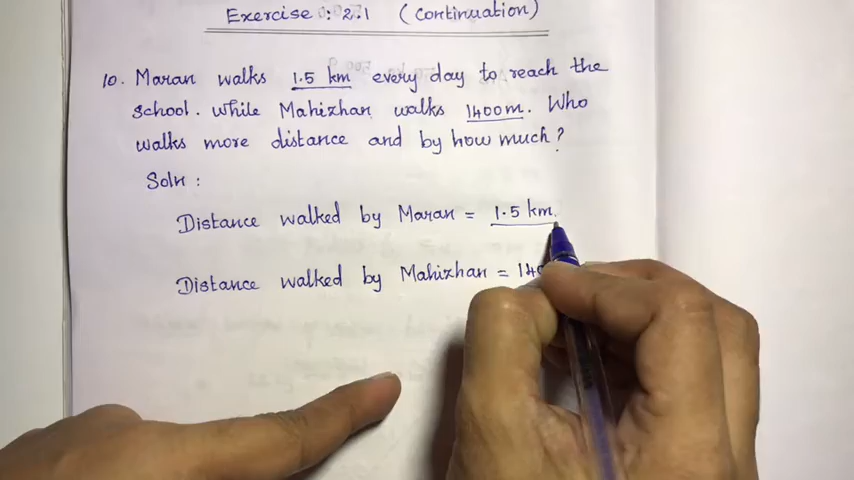 Exercise : 2.1 (Continuation)
10. Maran walks 1.5 km every day to reach the
school. while Mahizhan walks 1400m. Who
walks more distance and by how much?
Soln :
Distance walked by Maran = 1.5 km.
Distance walked by Mahizhan =